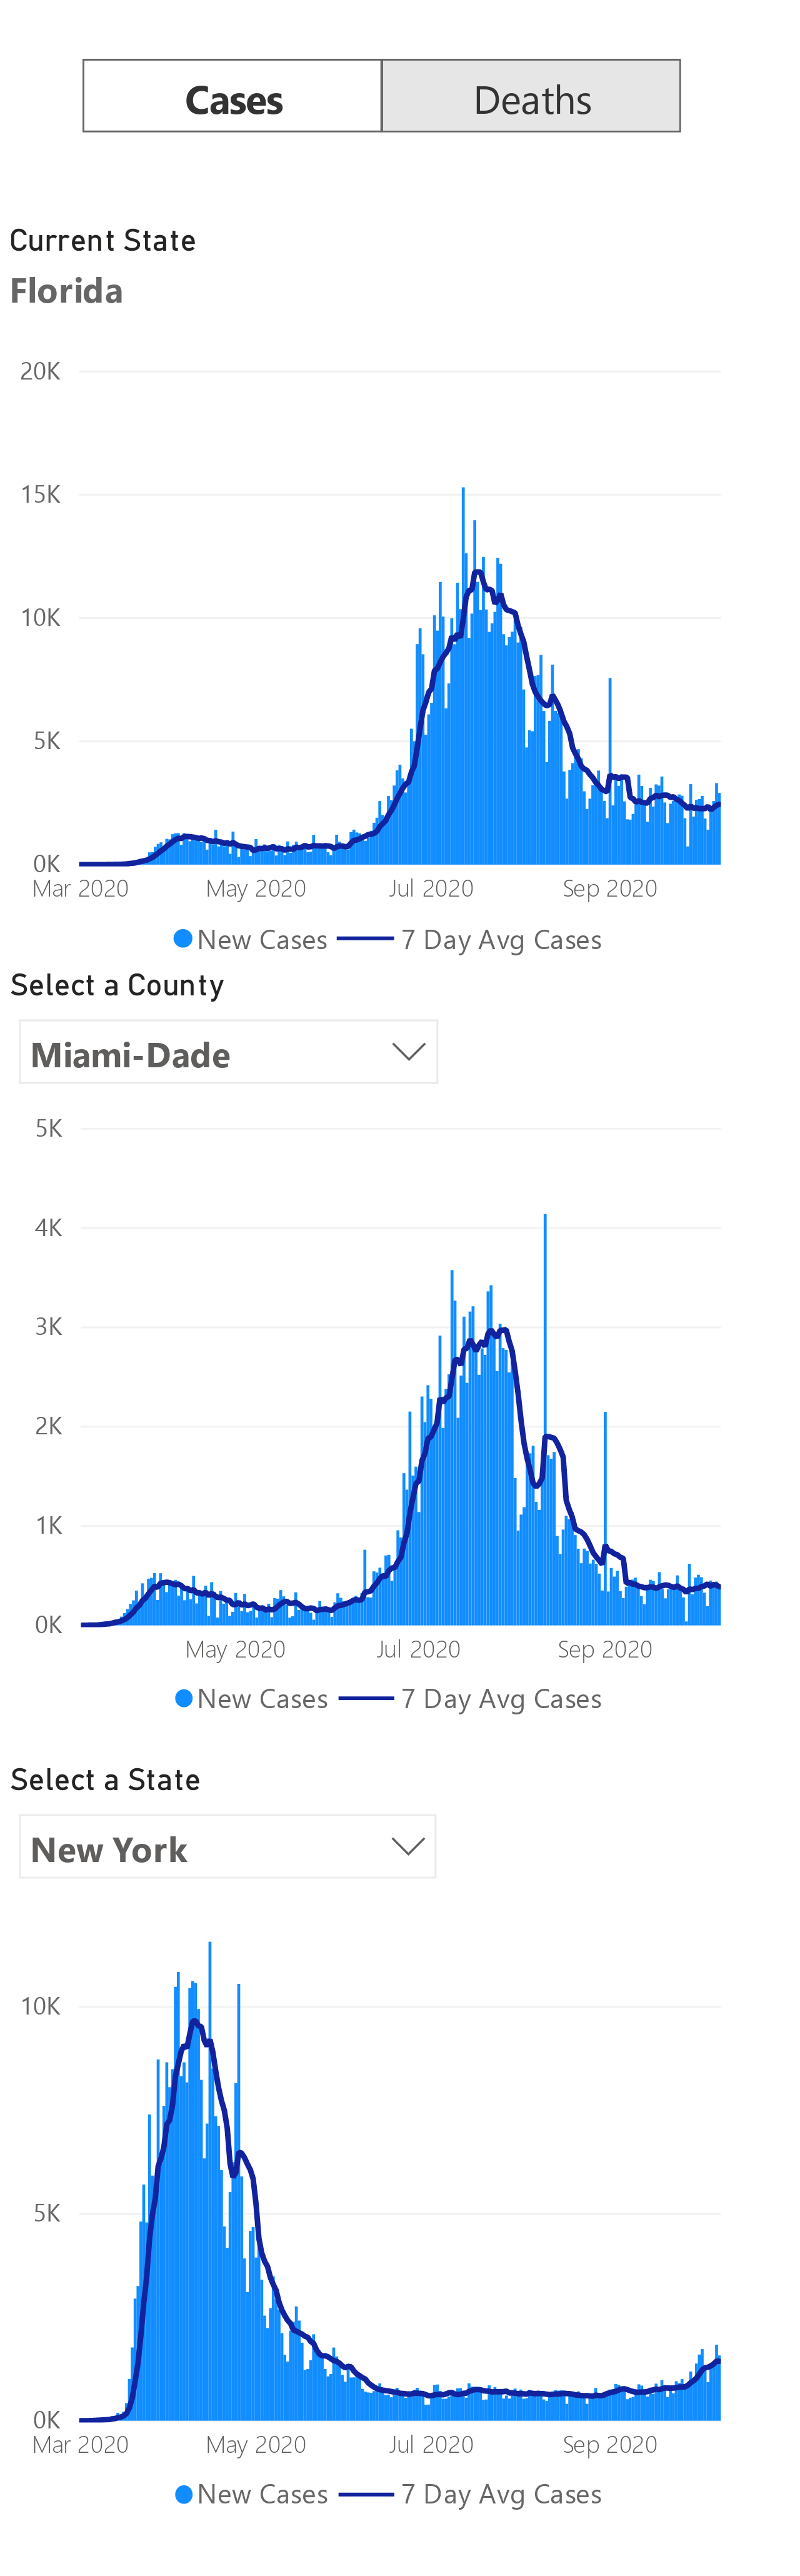 Cases Deaths
Current State
Florida
20K
15K
10K
5K
0K
Mar 2020 May 2020 Jul 2020 Sep 2020
New Cases 7 Day Avg Cases
Select a County
Miami-Dade
5K
4K
3K
2K
1K
0K
May 2020 Jul 2020 Sep 2020
New Cases 7 Day Avg Cases
Select a State
New York
10K
5K
0K
Mar 2020 May 2020 Jul 2020 Sep 2020
New Cases 7 Day Avg Cases